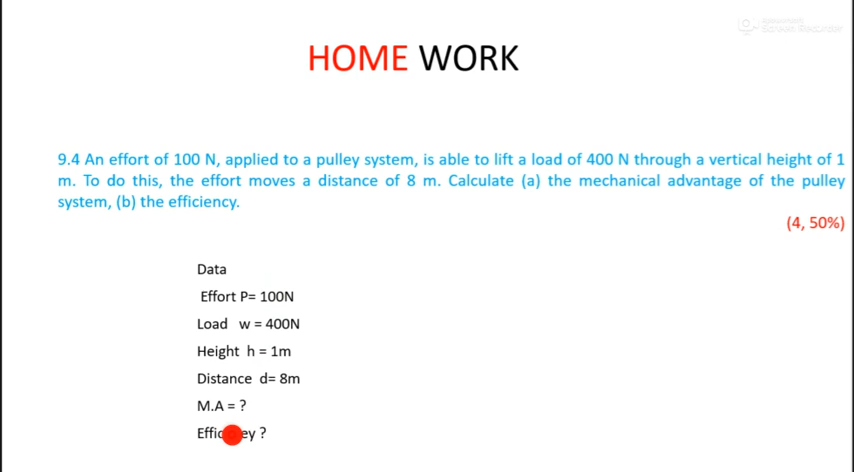 Screen Recorder
HOME WORK
9.4 An effort of 100 N, applied to a pulley system, is able to lift a load of 400 N through a vertical height of 1
m. To do this, the effort moves a distance of 8 m. Calculate (a) the mechanical advantage of the pulley
system, (b) the efficiency.
(4, 50%)
Data
Effort P= 100N
Load w = 400N
Height h = 1m
Distance d= 8m
M.A = ?
?